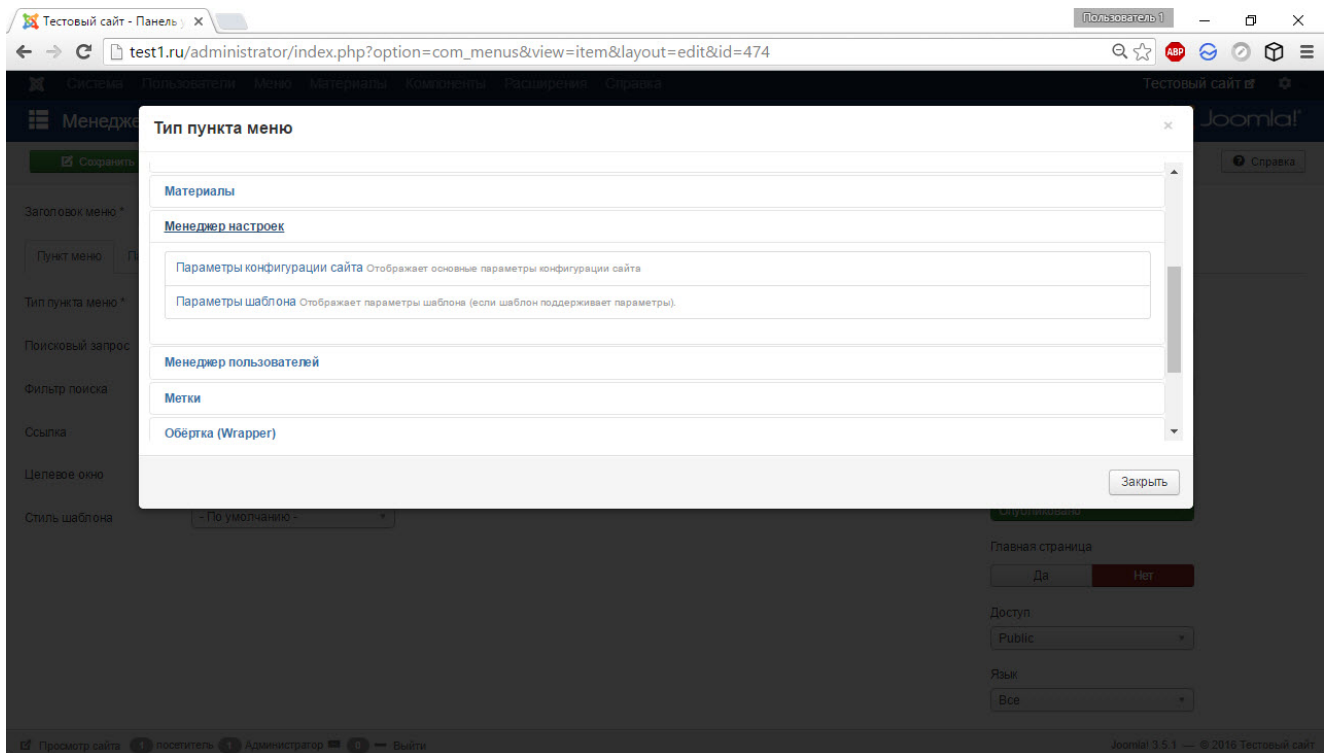 Тестовый сайт - Панель у
Пользователь 1
test1.ru/administrator/index.php?option=com_menus&view=item&layout=edit&id=474
ABP
Система Пользователи Меню Материалы Компоненты Расширения Справка
Тестовый сайт
Менедже
Joomla!
Тип пункта меню
×
Сохранить
Справка
Материалы
Заголовок меню *
Менеджер настроек
Пункт меню
Параметры конфигурации сайта Отображает основные параметры конфигурации сайта
Тип пункта меню *
Параметры шаблона Отображает параметры шаблона (если шаблон поддерживает параметры).
Поисковый запрос
Менеджер пользователей
Фильтр поиска
Метки
Ссылка
Обёртка (Wrapper)
Целевое окно
Закрыть
Стиль шаблона
- По умолчанию -
Опубликовано
Главная страница
Да Нет
Доступ
Public
Язык
Все
Просмотр сайта 1 посетитель 1 Администратор 0 Выйти
Joomla! 3.5.1 — © 2016 Тестовый сайт